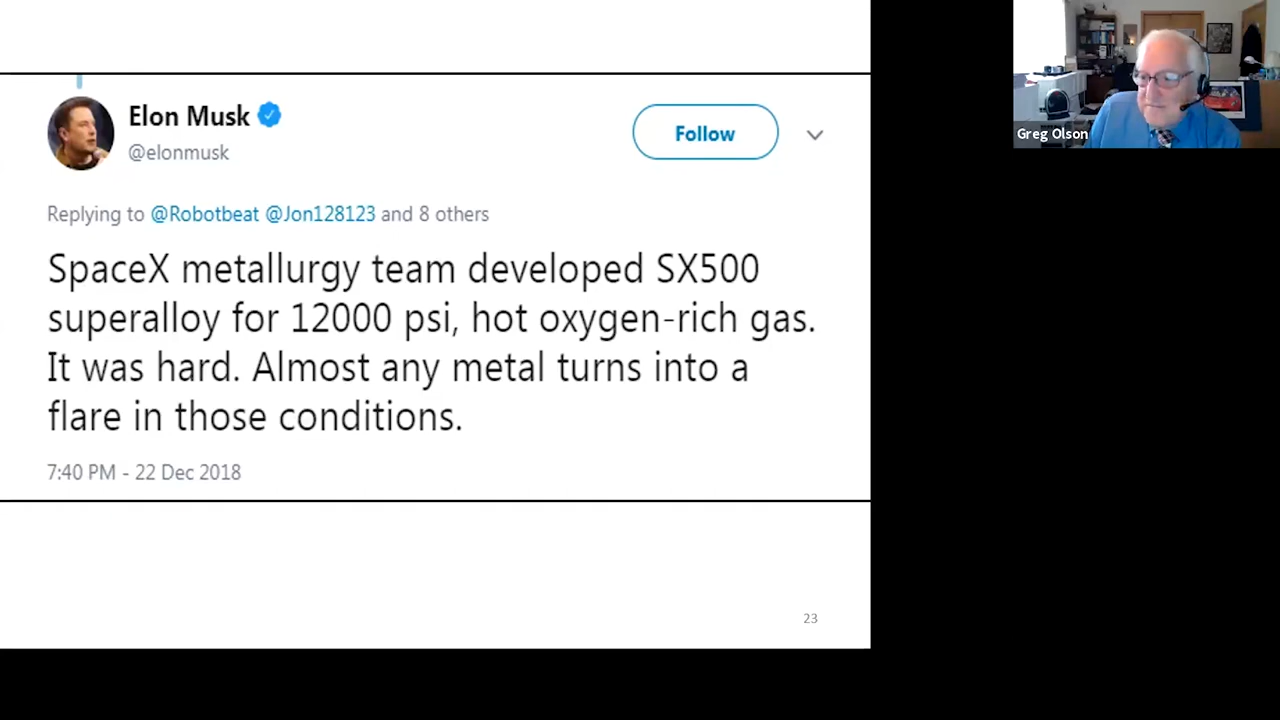 Elon Musk
@elonmusk
Follow
Replying to @Robotbeat @Jon128123 and 8 others
SpaceX metallurgy team developed SX500
superalloy for 12000 psi, hot oxygen-rich gas.
It was hard. Almost any metal turns into a
flare in those conditions.
7:40 PM - 22 Dec 2018
23
Greg Olson